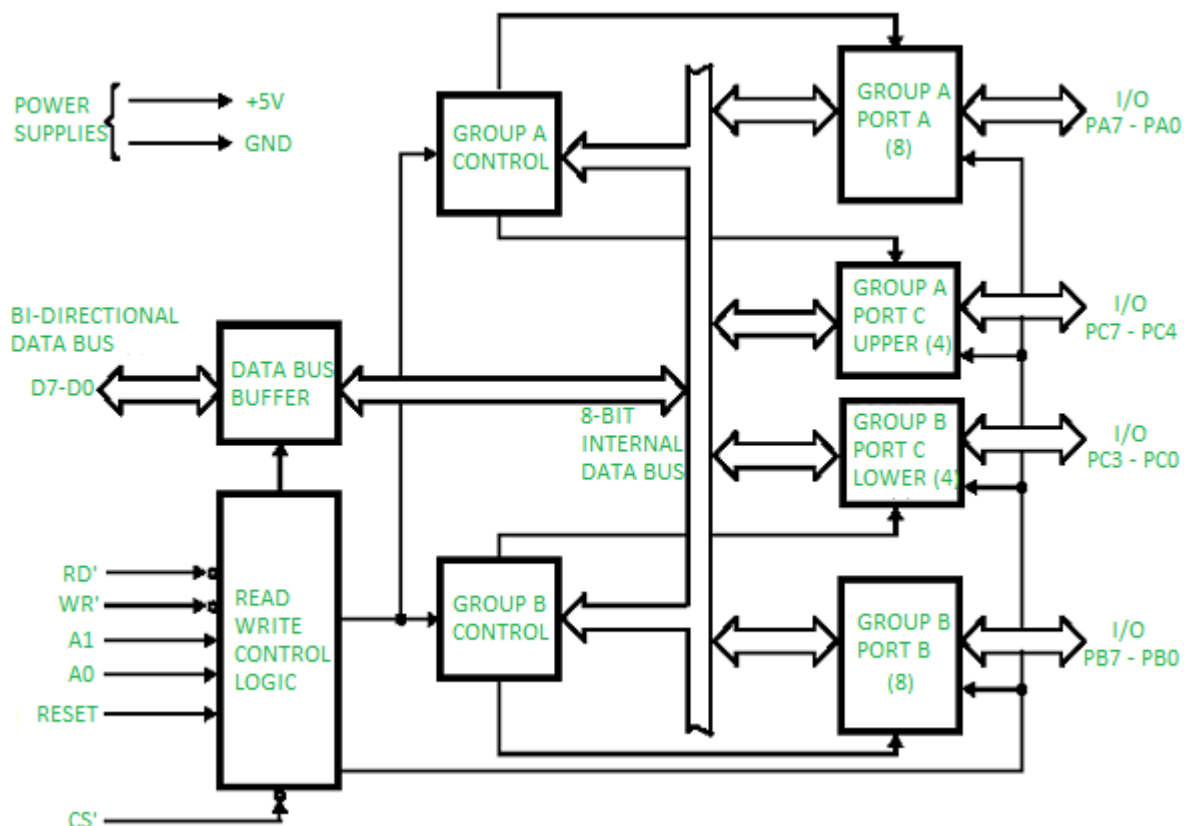 POWER
SUPPLIES
+5V
GND
GROUP A
CONTROL
GROUP A
PORT A
(8)
I/O
PA7 - PA0
GROUP A
PORT C
UPPER (4)
I/O
PC7 - PC4
BI-DIRECTIONAL
DATA BUS
D7-D0
DATA BUS
BUFFER
8-BIT
INTERNAL
DATA BUS
GROUP B
PORT C
LOWER (4)
I/O
PC3 - PC0
RD'
WR'
A1
A0
RESET
CS'
READ
WRITE
CONTROL
LOGIC
GROUP B
CONTROL
GROUP B
PORT B
(8)
I/O
PB7 - PB0